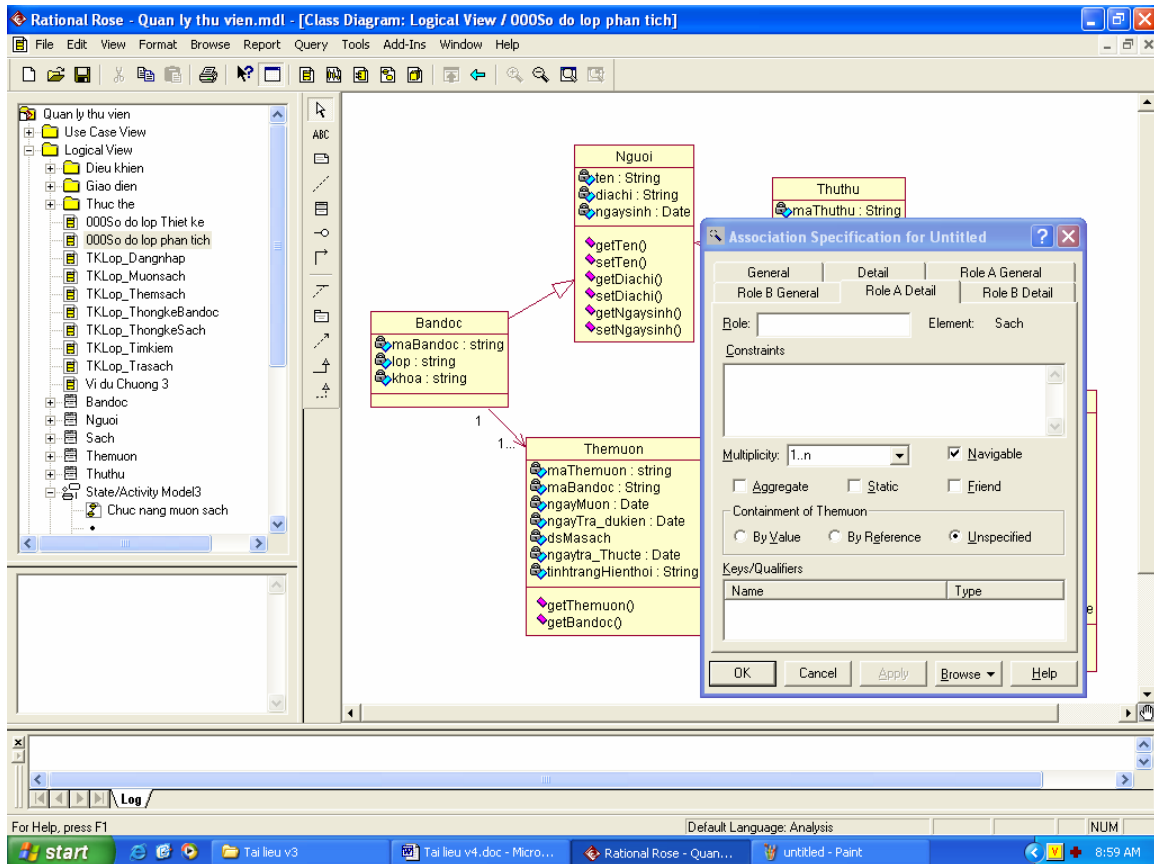 Rational Rose - Quan ly thu vien.mdl - [Class Diagram: Logical View / 000So do lop phan tich]
File Edit View Format Browse Report Query Tools Add-Ins Window Help
Quan ly thu vien
Use Case View
Logical View
Dieu khien
Giao dien
Thuc the
000So do lop Thiet ke
000So do lop phan tich
TKLop_Dangnhap
TKLop_Muonsach
TKLop_Themsach
TKLop_ThongkeBandoc
TKLop_ThongkeSach
TKLop_Timkiem
TKLop_Trasach
Vi du Chuong 3
Bandoc
Nguoi
Sach
Themuon
Thuthu
State/Activity Model3
Chuc nang muon sach
ABC
Nguoi
ten : String
diachi : String
ngaysinh : Date
getTen()
setTen()
getDiachi()
setDiachi()
getNgaysinh()
setNgaysinh()
Thuthu
maThuthu : String
Bandoc
maBandoc : string
lop : string
khoa : string
1
1...
Themuon
maThemuon : string
maBandoc : String
ngayMuon : Date
ngayTra_dukien : Date
dsMasach
ngaytra_Thucte : Date
tinhtrangHienthoi : String
getThemuon()
getBandoc()
e
Association Specification for Untitled
General Detail Role A General
Role B General Role A Detail Role B Detail
Role: Element: Sach
Constraints
Multiplicity: 1..n Navigable
Aggregate Static Friend
Containment of Themuon
By Value By Reference Unspecified
Keys/Qualifiers
Name Type
OK Cancel Apply Browse Help
Log
For Help, press F1 Default Language: Analysis NUM
start Tai lieu v3 Tai lieu v4.doc - Micro... Rational Rose - Quan... untitled - Paint V 8:59 AM